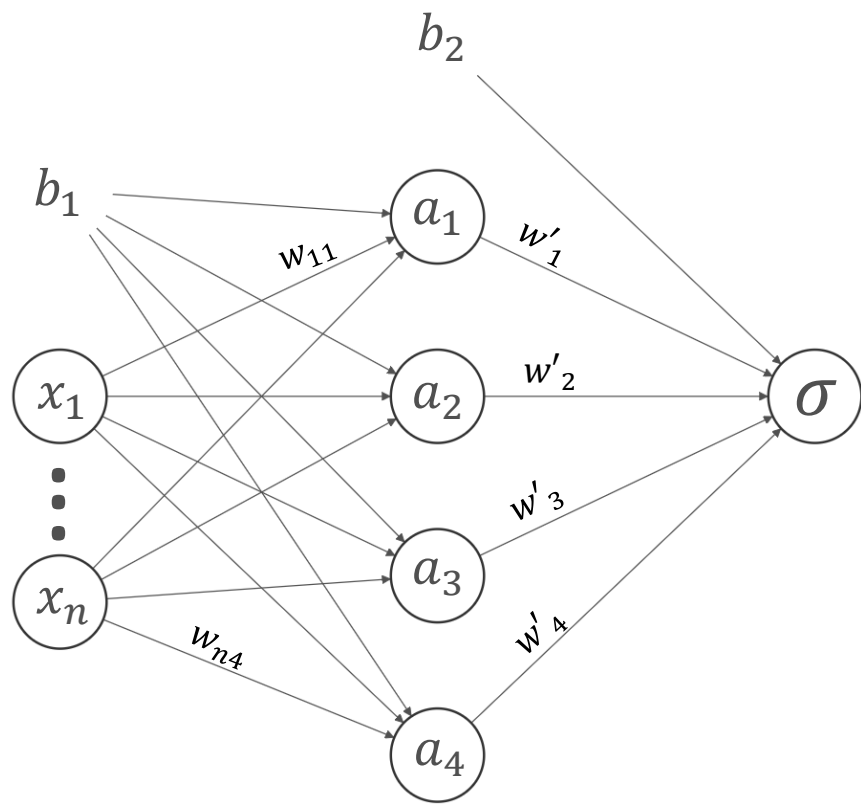 b₂
b₁
a₁
w₁₁
w′₁
x₁
a₂
w′₂
σ
w′₃
a₃
xₙ
wₙ₄
w′₄
a₄